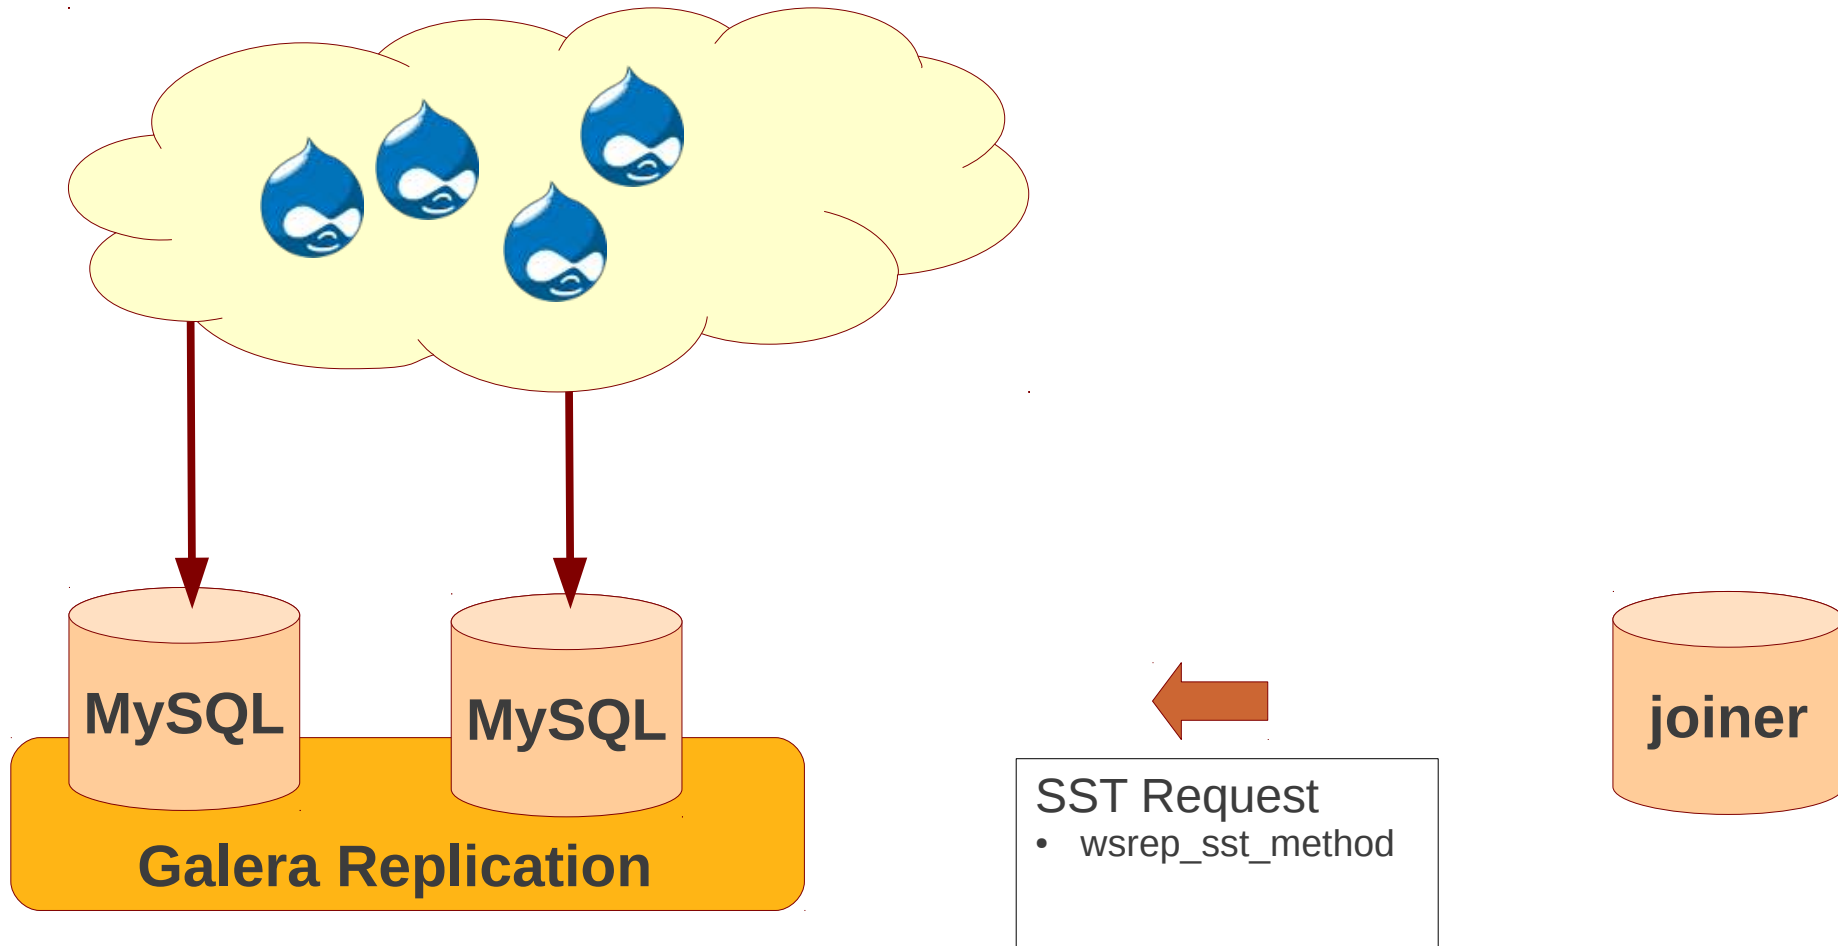 MySQL
MySQL
joiner
SST Request
• wsrep_sst_method
Galera Replication